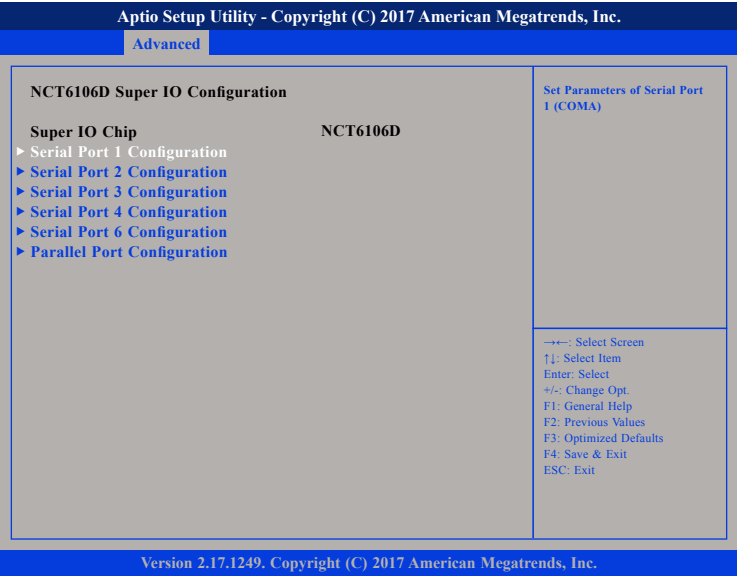 Aptio Setup Utility - Copyright (C) 2017 American Megatrends, Inc.
Advanced
NCT6106D Super IO Configuration
Super IO Chip NCT6106D
► Serial Port 1 Configuration
► Serial Port 2 Configuration
► Serial Port 3 Configuration
► Serial Port 4 Configuration
► Serial Port 6 Configuration
► Parallel Port Configuration
Set Parameters of Serial Port
1 (COMA)
→←: Select Screen
↑↓: Select Item
Enter: Select
+/-: Change Opt.
F1: General Help
F2: Previous Values
F3: Optimized Defaults
F4: Save & Exit
ESC: Exit
Version 2.17.1249. Copyright (C) 2017 American Megatrends, Inc.